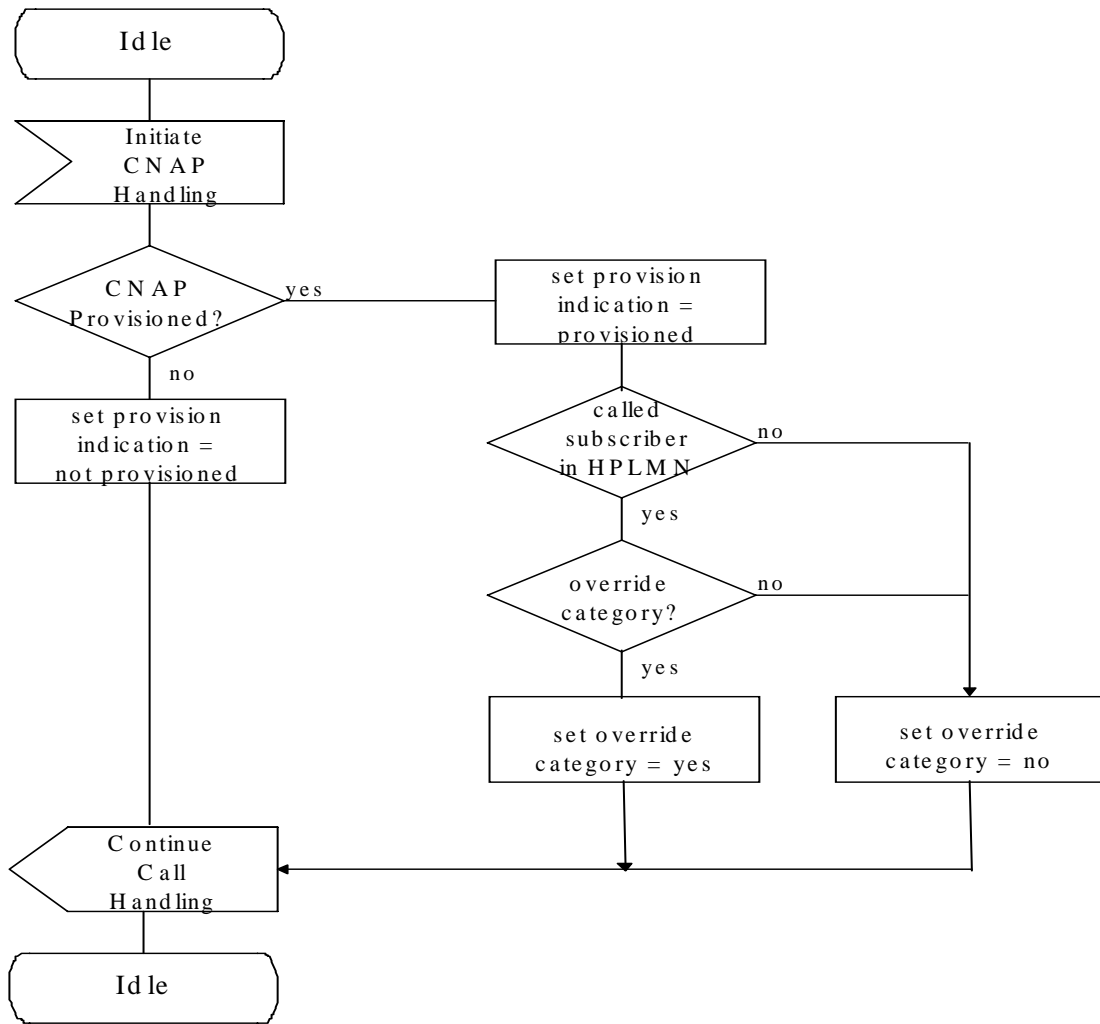 Idle
Initiate
CNAP
Handling
CNAP
Provisioned?
yes
set provision
indication =
provisioned
no
set provision
indication =
not provisioned
called
subscriber
in HPLMN
no
yes
override
category?
no
yes
set override
category = yes
set override
category = no
Continue
Call
Handling
Idle